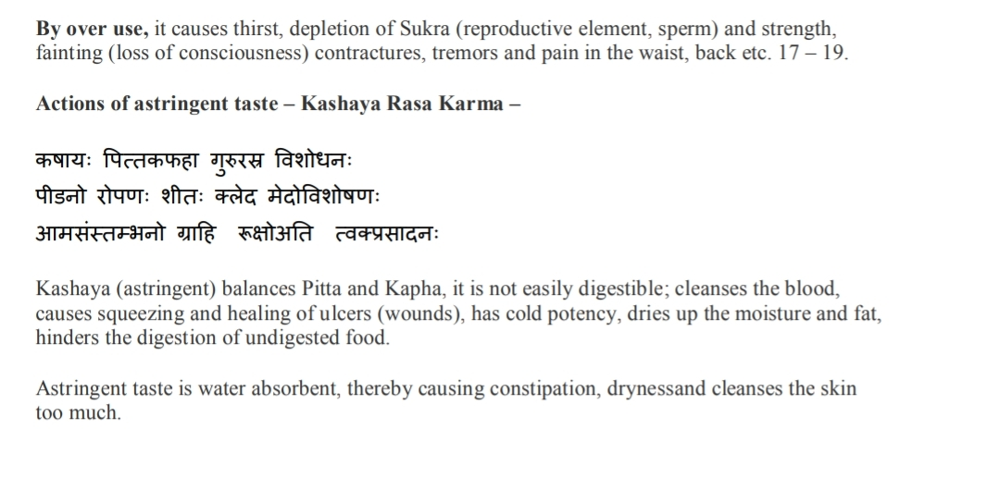 By over use, it causes thirst, depletion of Sukra (reproductive element, sperm) and strength,
fainting (loss of consciousness) contractures, tremors and pain in the waist, back etc. 17 – 19.
Actions of astringent taste – Kashaya Rasa Karma –
कषायः पित्तकफहा गुरुरस्र विशोधनः
पीडनो रोपणः शीतः क्लेद मेदोविशोषणः
आमसंस्तम्भनो ग्राहि रूक्षोअति त्वक्प्रसादनः
Kashaya (astringent) balances Pitta and Kapha, it is not easily digestible; cleanses the blood,
causes squeezing and healing of ulcers (wounds), has cold potency, dries up the moisture and fat,
hinders the digestion of undigested food.
Astringent taste is water absorbent, thereby causing constipation, drynessand cleanses the skin
too much.